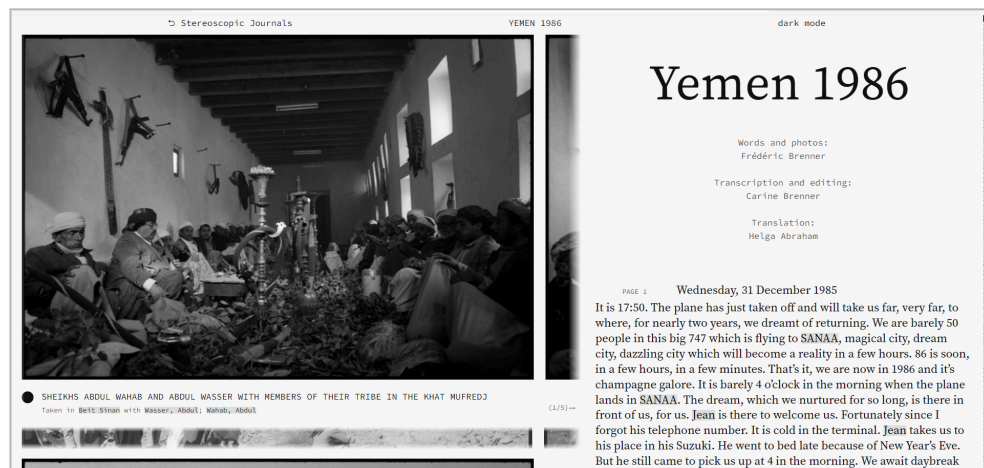 ⮌ Stereoscopic Journals
YEMEN 1986
dark mode
SHEIKHS ABDUL WAHAB AND ABDUL WASSER WITH MEMBERS OF THEIR TRIBE IN THE KHAT MUFREDJ
Taken in Beit Sinan with Wasser, Abdul; Wahab, Abdul
(1/5)→
Yemen 1986
Words and photos:
Frédéric Brenner
Transcription and editing:
Carine Brenner
Translation:
Helga Abraham
PAGE 1 Wednesday, 31 December 1985
It is 17:50. The plane has just taken off and will take us far, very far, to
where, for nearly two years, we dreamt of returning. We are barely 50
people in this big 747 which is flying to SANAA, magical city, dream
city, dazzling city which will become a reality in a few hours. 86 is soon,
in a few hours, in a few minutes. That’s it, we are now in 1986 and it’s
champagne galore. It is barely 4 o’clock in the morning when the plane
lands in SANAA. The dream, which we nurtured for so long, is there in
front of us, for us. Jean is there to welcome us. Fortunately since I
forgot his telephone number. It is cold in the terminal. Jean takes us to
his place in his Suzuki. He went to bed late because of New Year’s Eve.
But he still came to pick us up at 4 in the morning. We await daybreak